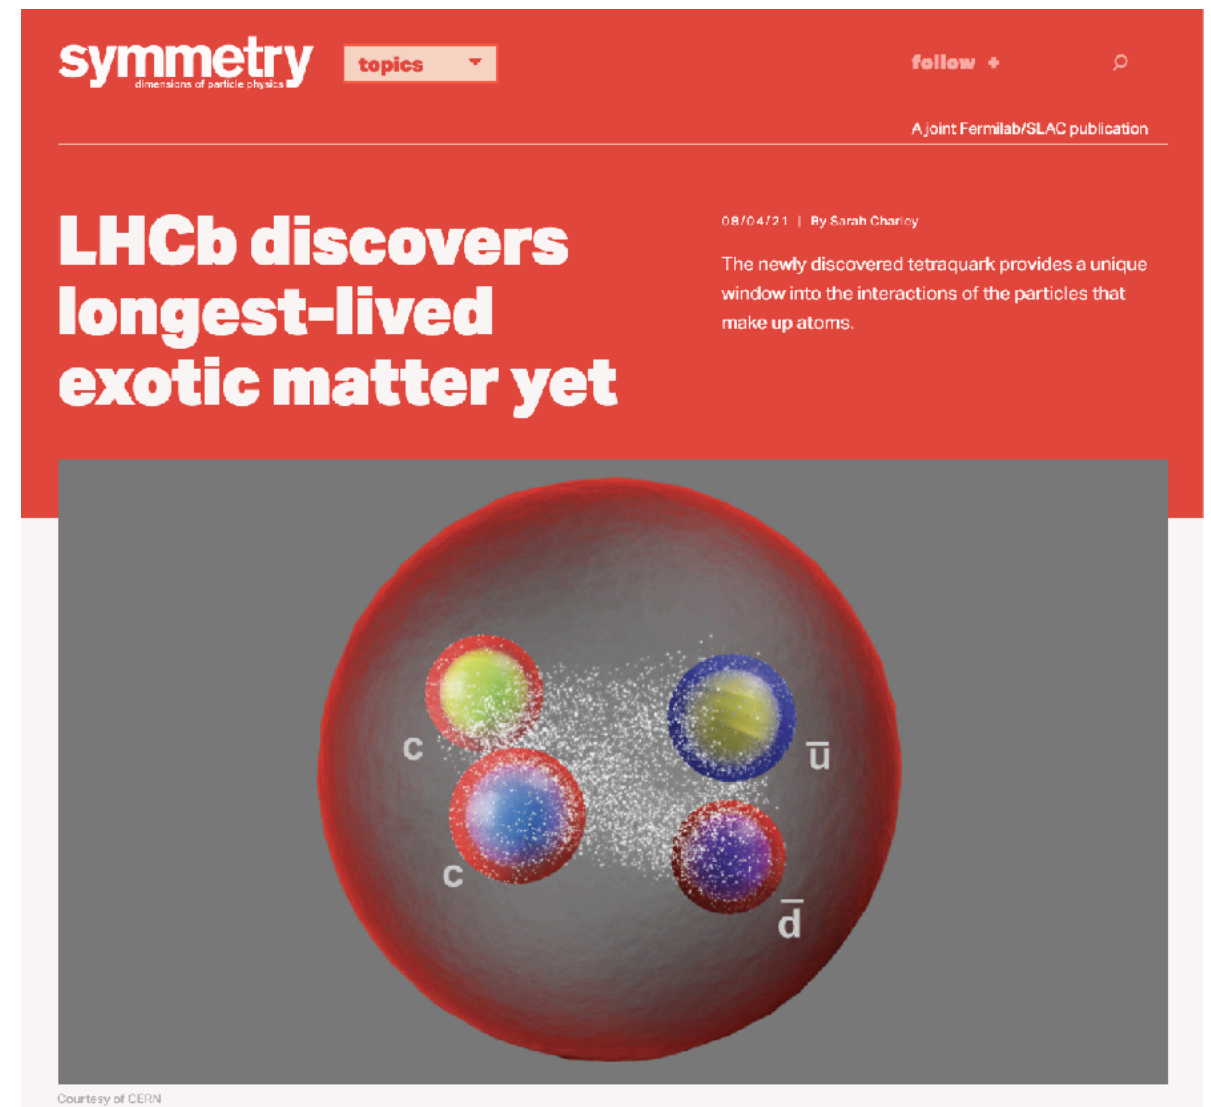 symmetry
dimensions of particle physics
topics
follow +
A joint Fermilab/SLAC publication
LHCb discovers
longest-lived
exotic matter yet
08/04/21 | By Sarah Charley
The newly discovered tetraquark provides a unique
window into the interactions of the particles that
make up atoms.
c
u̅
c
d̅
Courtesy of CERN